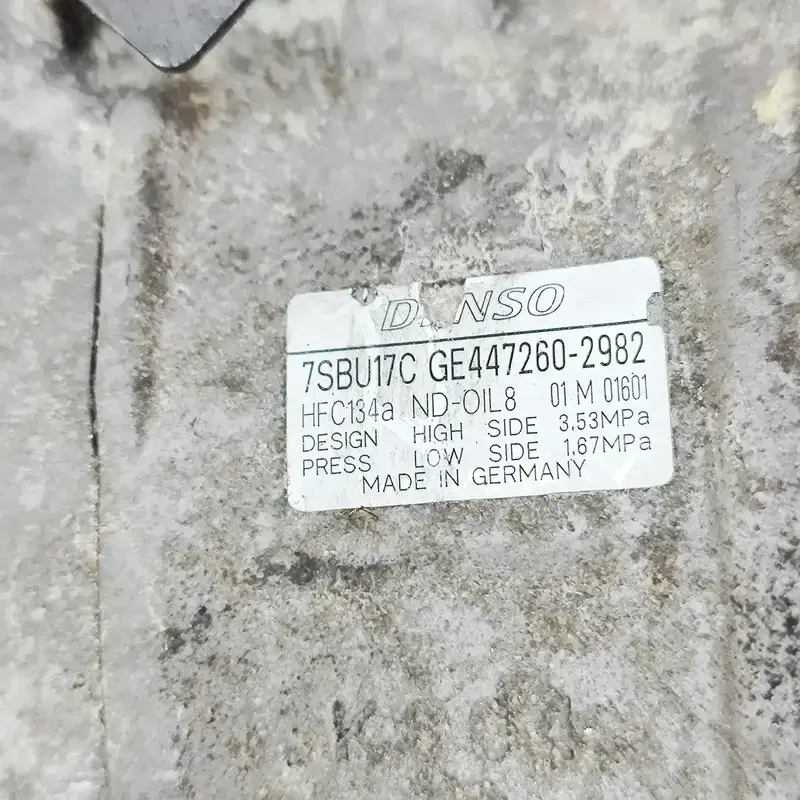 DENSO
7SBU17C GE447260-2982
HFC134a ND-OIL8 01 M 01601
DESIGN HIGH SIDE 3.53MPa
PRESS LOW SIDE 1.67MPa
MADE IN GERMANY